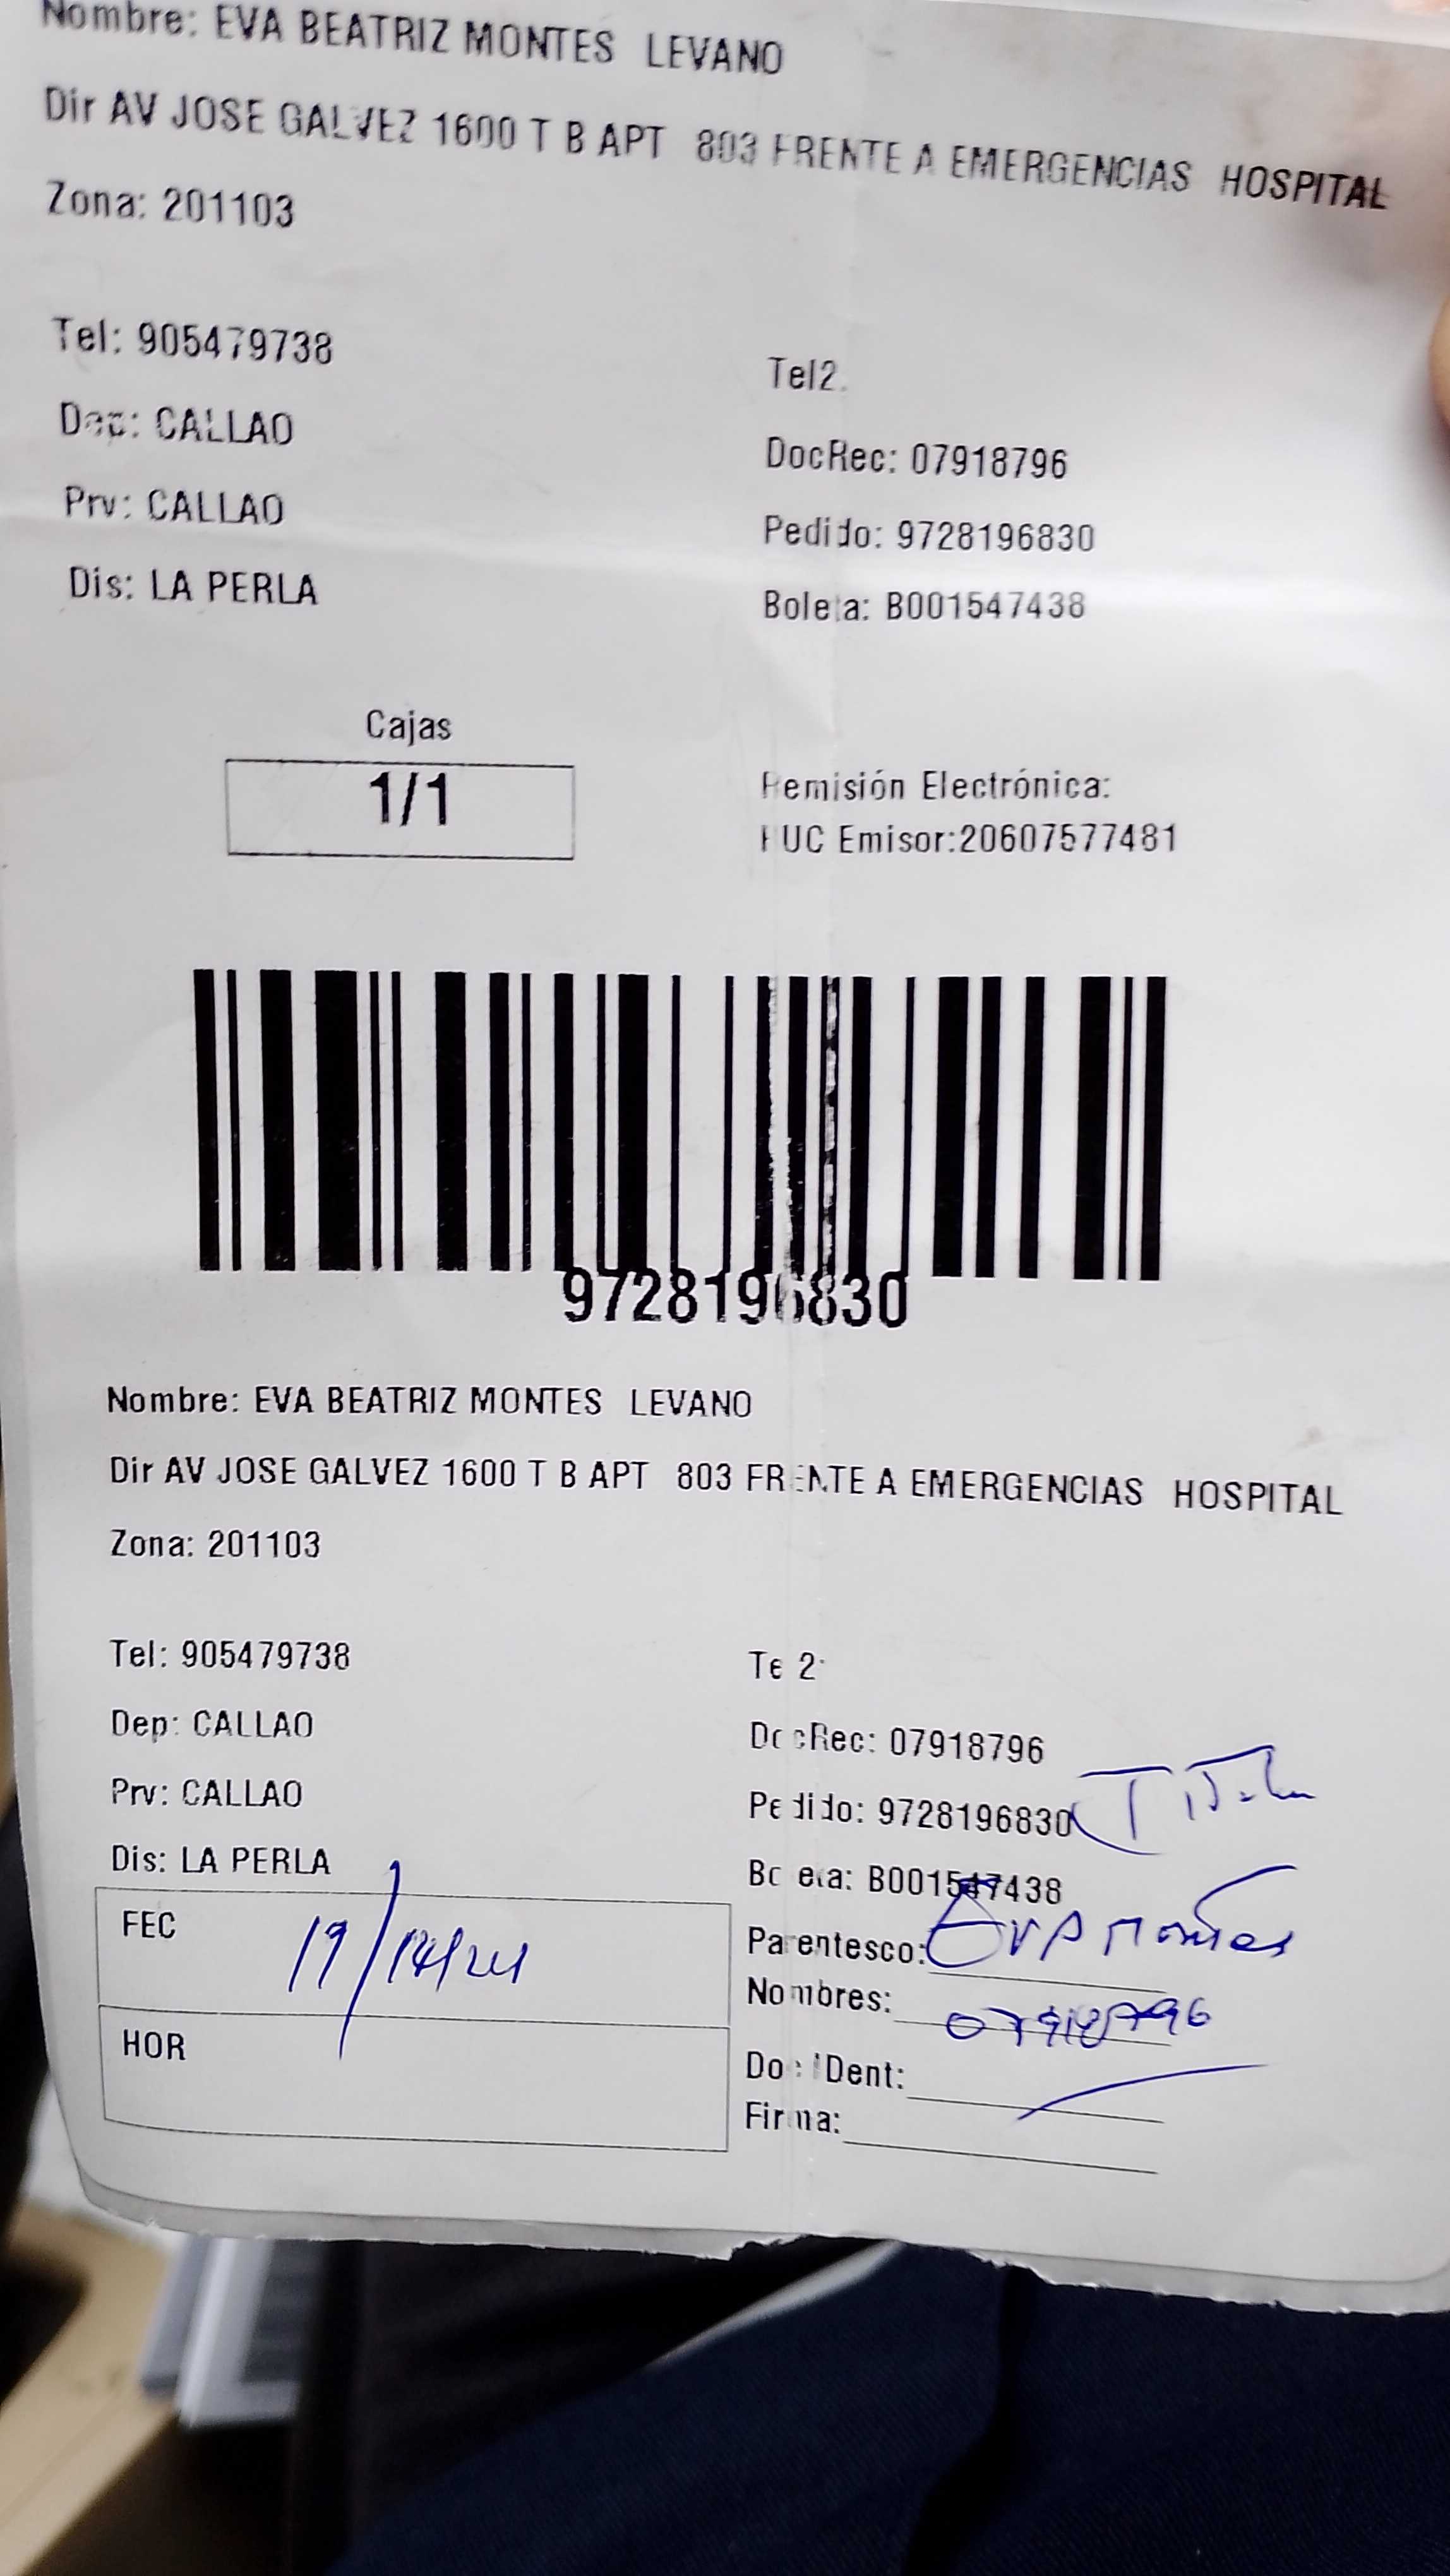 Nombre: EVA BEATRIZ MONTES LEVANO
Dir AV JOSE GALVEZ 1600 T B APT 803 FRENTE A EMERGENCIAS HOSPITAL
Zona: 201103
Tel: 905479738
Tel2.
Dep: CALLAO
DocRec: 07918796
Prv: CALLAO
Pedido: 9728196830
Dis: LA PERLA
Boleta: B001547438
Cajas
1/1
Remisión Electrónica:
RUC Emisor:20607577481
9728196830
Nombre: EVA BEATRIZ MONTES LEVANO
Dir AV JOSE GALVEZ 1600 T B APT 803 FRENTE A EMERGENCIAS HOSPITAL
Zona: 201103
Tel: 905479738
Te 2
Dep: CALLAO
DocRec: 07918796
Prv: CALLAO
Pedido: 9728196830
Dis: LA PERLA
Boleta: B001547438
FEC 19/
Parentesco: EVA Montes
Nombres: 07918796
HOR
Doc Dent:
Firma: